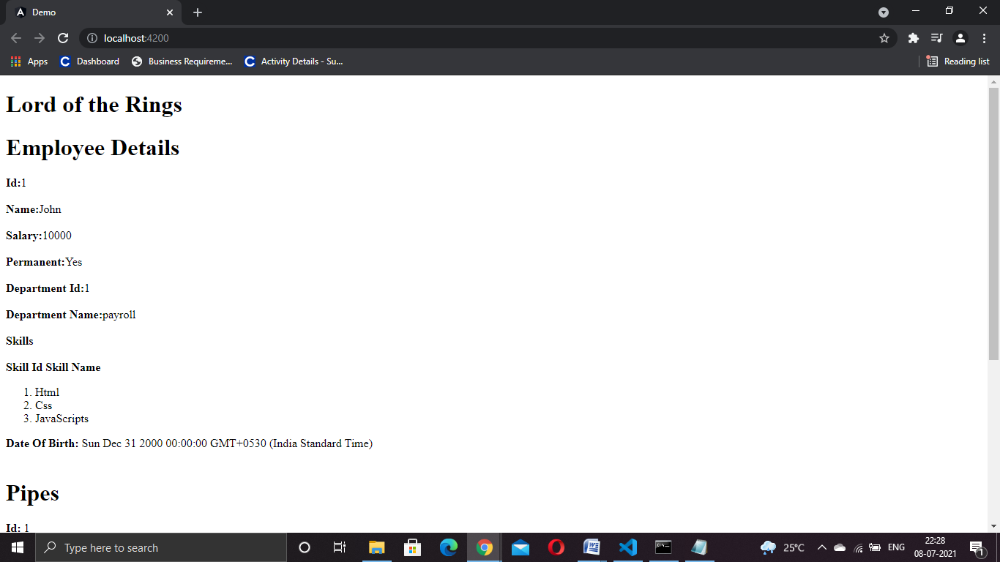 Demo
localhost:4200
Apps Dashboard Business Requireme... Activity Details - Su... Reading list
Lord of the Rings
Employee Details
Id:1
Name:John
Salary:10000
Permanent:Yes
Department Id:1
Department Name:payroll
Skills
Skill Id Skill Name
1. Html
2. Css
3. JavaScripts
Date Of Birth: Sun Dec 31 2000 00:00:00 GMT+0530 (India Standard Time)
Pipes
Id: 1
Type here to search
25°C ENG
22:28
08-07-2021
1